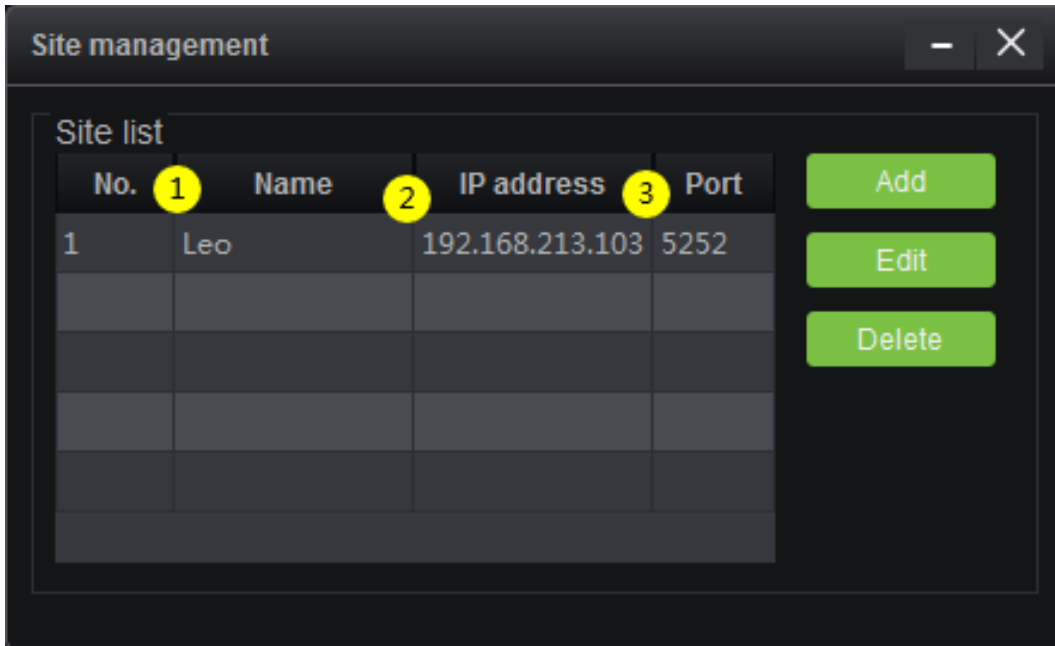 Site management
Site list
No. 1 Name 2 IP address 3 Port
1 Leo 192.168.213.103 5252
Add
Edit
Delete